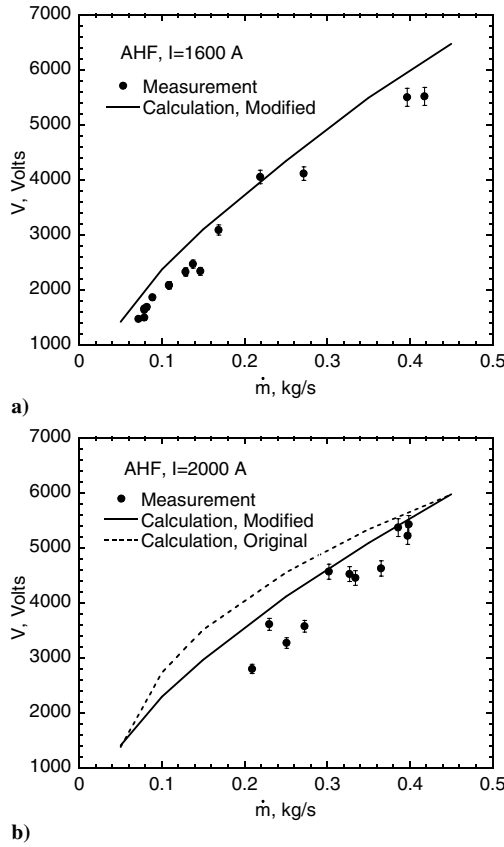 7000
AHF, I=1600 A
6000
Measurement
Calculation, Modified
5000
V, Volts
4000
3000
2000
1000
0 0.1 0.2 0.3 0.4 0.5
ṁ, kg/s
a)
7000
AHF, I=2000 A
6000
Measurement
Calculation, Modified
Calculation, Original
5000
V, Volts
4000
3000
2000
1000
0 0.1 0.2 0.3 0.4 0.5
ṁ, kg/s
b)